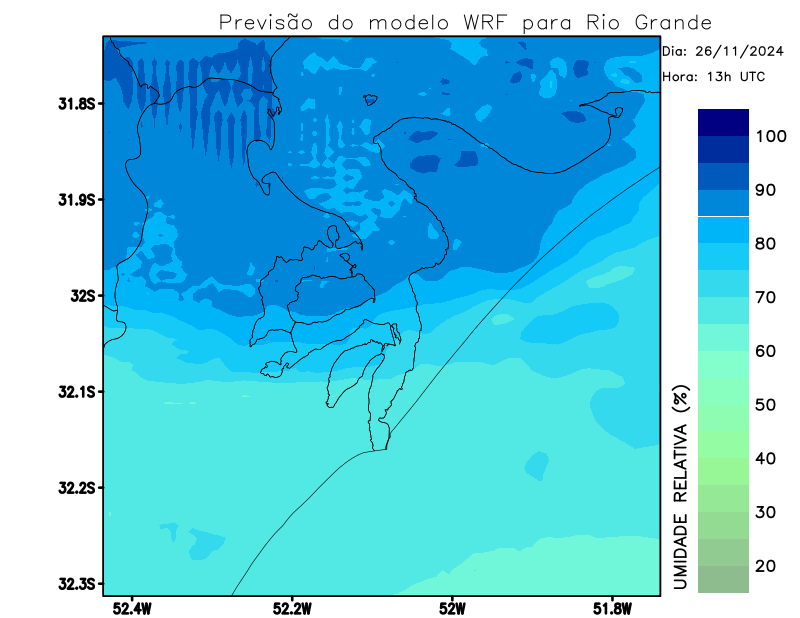 Previsão do modelo WRF para Rio Grande
Dia: 26/11/2024
Hora: 13h UTC
31.8S
31.9S
32S
32.1S
32.2S
32.3S
52.4W
52.2W
52W
51.8W
100
90
80
70
60
50
40
30
20
UMIDADE RELATIVA (%)